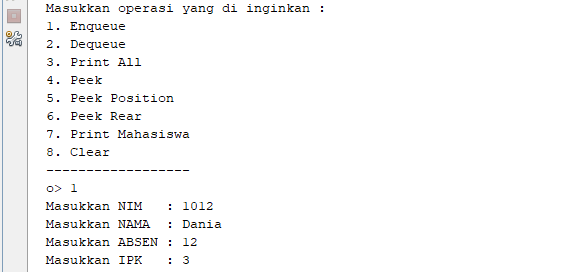 Masukkan operasi yang di inginkan :
1. Enqueue
2. Dequeue
3. Print All
4. Peek
5. Peek Position
6. Peek Rear
7. Print Mahasiswa
8. Clear
------------------
o> 1
Masukkan NIM   : 1012
Masukkan NAMA  : Dania
Masukkan ABSEN : 12
Masukkan IPK   : 3